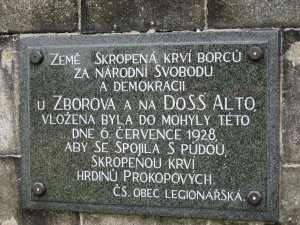 ZEMĚ SKROPENÁ KRVÍ BORCŮ
ZA NÁRODNÍ SVOBODU
A DEMOKRACII
U ZBOROVA A NA DOSS ALTO,
VLOŽENA BYLA DO MOHYLY TÉTO
DNE 6. ČERVENCE 1928,
ABY SE SPOJILA S PŮDOU,
SKROPENOU KRVÍ
HRDINŮ PROKOPOVÝCH.
ČS. OBEC LEGIONÁŘSKÁ.